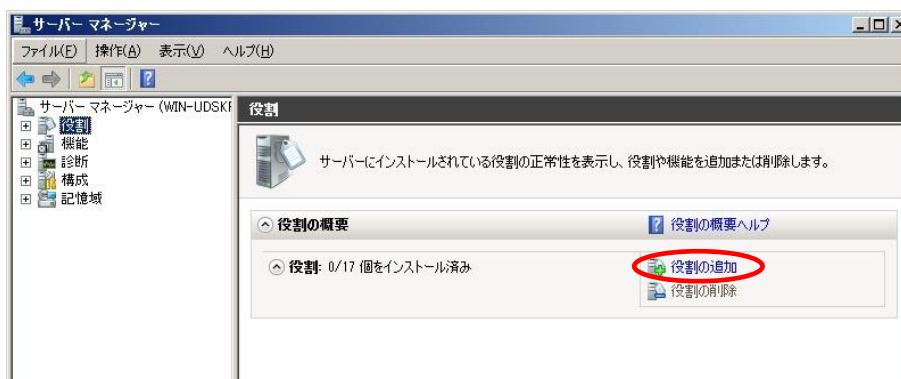 サーバー マネージャー
ファイル(F) 操作(A) 表示(V) ヘルプ(H)
サーバー マネージャー (WIN-UDSKF
役割
機能
診断
構成
記憶域
役割
サーバーにインストールされている役割の正常性を表示し、役割や機能を追加または削除します。
役割の概要
役割の概要ヘルプ
役割: 0/17 個をインストール済み
役割の追加
役割の削除